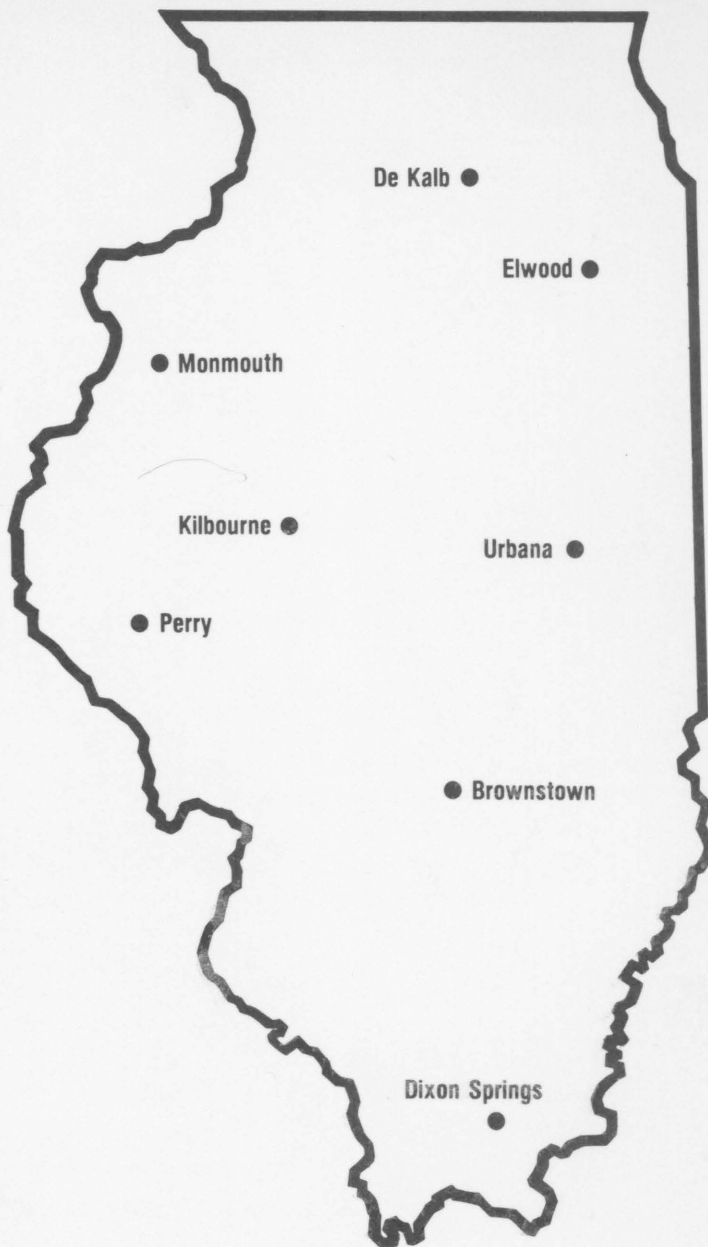 De Kalb
Elwood
Monmouth
Kilbourne
Urbana
Perry
Brownstown
Dixon Springs